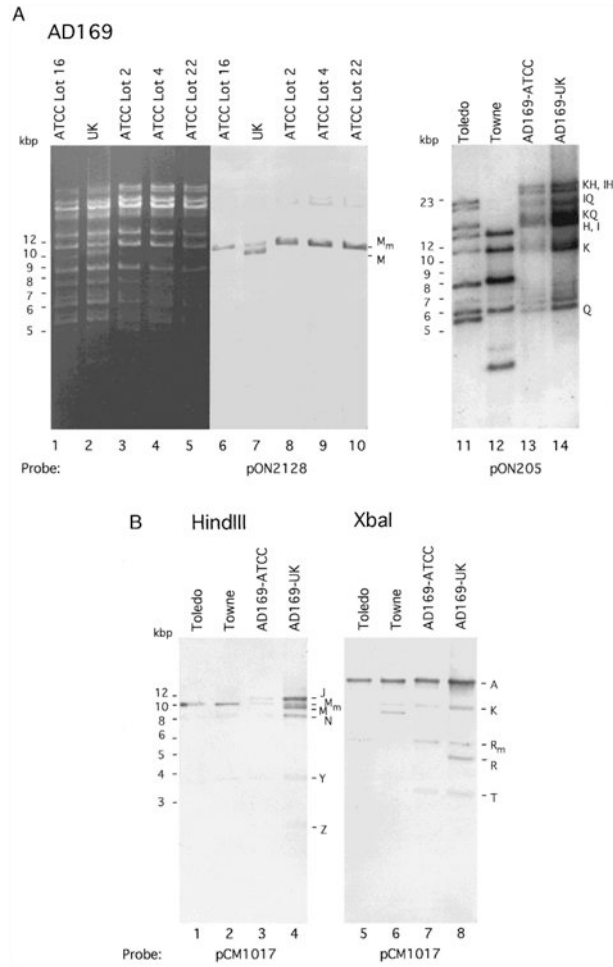 A
AD169
ATCC Lot 16
UK
ATCC Lot 2
ATCC Lot 4
ATCC Lot 22
ATCC Lot 16
UK
ATCC Lot 2
ATCC Lot 4
ATCC Lot 22
Toledo
Towne
AD169-ATCC
AD169-UK
kbp
12
10
9
8
7
6
5
Mm
M
kbp
23
12
10
9
8
7
6
5
KH, IH
IQ
KQ
H, I
K
Q
1 2 3 4 5 6 7 8 9 10
11 12 13 14
Probe: pON2128
pON205
B HindIII XbaI
Toledo
Towne
AD169-ATCC
AD169-UK
Toledo
Towne
AD169-ATCC
AD169-UK
kbp
12
10
8
6
5
4
3
J
Mm
M
N
Y
Z
A
K
Rm
R
T
1 2 3 4
5 6 7 8
Probe: pCM1017
pCM1017